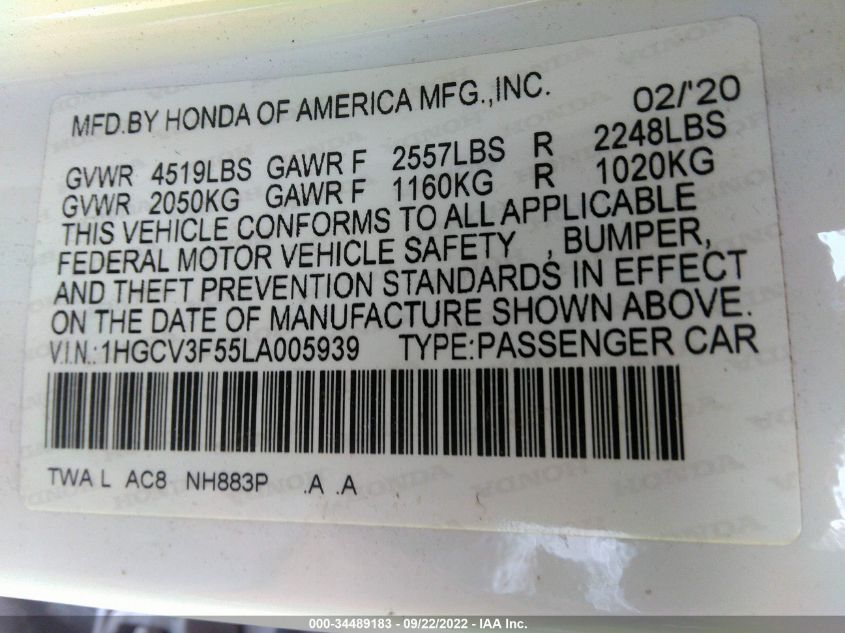 MFD.BY HONDA OF AMERICA MFG.,INC. 02/'20
GVWR 4519LBS GAWR F 2557LBS R 2248LBS
GVWR 2050KG GAWR F 1160KG R 1020KG
THIS VEHICLE CONFORMS TO ALL APPLICABLE
FEDERAL MOTOR VEHICLE SAFETY , BUMPER,
AND THEFT PREVENTION STANDARDS IN EFFECT
ON THE DATE OF MANUFACTURE SHOWN ABOVE.
V.I.N.:1HGCV3F55LA005939 TYPE:PASSENGER CAR
TWA L AC8 NH883P .A .A
000-34489183 - 09/22/2022 - IAA Inc.